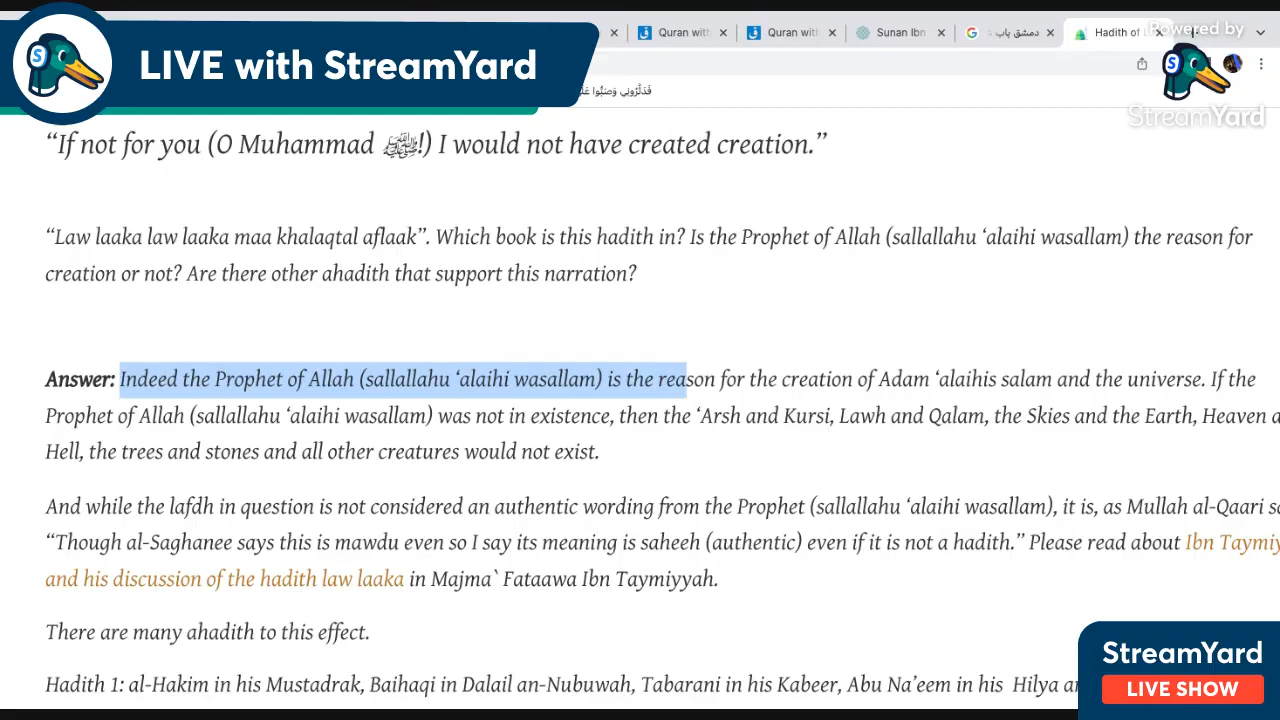 LIVE with StreamYard
Quran with
Quran with
Sunan Ibn
دمشق باب
Hadith of
Powered by
StreamYard
“If not for you (O Muhammad ﷺ!) I would not have created creation.”
“Law laaka law laaka maa khalaqtal aflaak”. Which book is this hadith in? Is the Prophet of Allah (sallallahu ‘alaihi wasallam) the reason for
creation or not? Are there other ahadith that support this narration?
Answer: Indeed the Prophet of Allah (sallallahu ‘alaihi wasallam) is the reason for the creation of Adam ‘alaihis salam and the universe. If the
Prophet of Allah (sallallahu ‘alaihi wasallam) was not in existence, then the ‘Arsh and Kursi, Lawh and Qalam, the Skies and the Earth, Heaven a
Hell, the trees and stones and all other creatures would not exist.
And while the lafdh in question is not considered an authentic wording from the Prophet (sallallahu ‘alaihi wasallam), it is, as Mullah al-Qaari sa
“Though al-Saghanee says this is mawdu even so I say its meaning is saheeh (authentic) even if it is not a hadith.” Please read about Ibn Taymiy
and his discussion of the hadith law laaka in Majma` Fataawa Ibn Taymiyyah.
There are many ahadith to this effect.
Hadith 1: al-Hakim in his Mustadrak, Baihaqi in Dalail an-Nubuwah, Tabarani in his Kabeer, Abu Na’eem in his Hilya an
StreamYard
LIVE SHOW